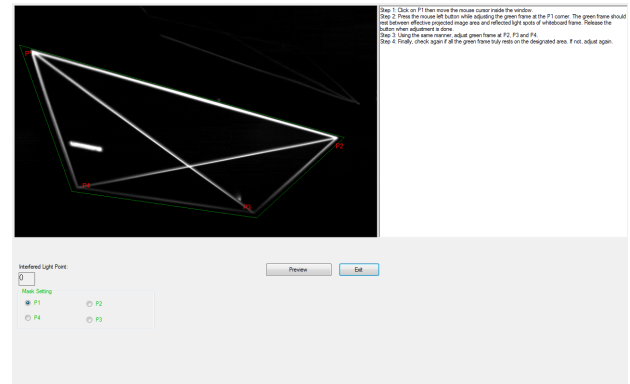 Step 1: Click on P1 then move the mouse cursor inside the window.
Step 2: Press the mouse left button while adjusting the green frame at the P1 corner. The green frame should
rest between effective projected image area and reflected light spots of whiteboard frame. Release the
button when adjustment is done.
Step 3: Using the same manner, adjust green frame at P2, P3 and P4.
Step 4: Finally, check again if all the green frame truly rests on the designated area. If not, adjust again.
P1
P2
P4
P3
Interfered Light Point:
0
Preview
Exit
Mask Setting
P1
P2
P4
P3